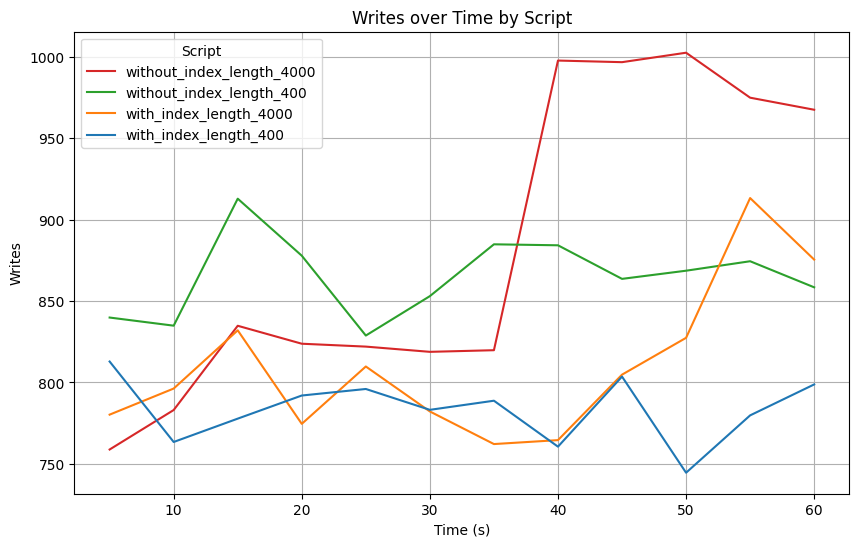 Writes over Time by Script
Script
without_index_length_4000
without_index_length_400
with_index_length_4000
with_index_length_400
Writes
1000
950
900
850
800
750
10 20 30 40 50 60
Time (s)